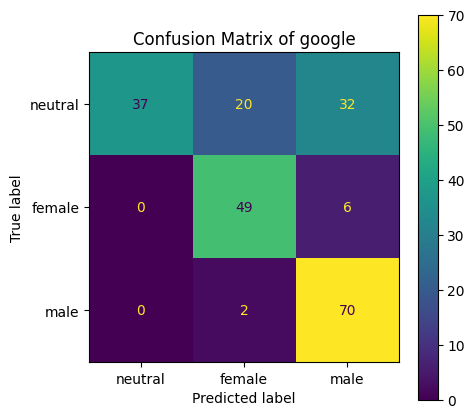 Confusion Matrix of google
True label
neutral 37 20 32
female 0 49 6
male 0 2 70
neutral female male
Predicted label
70
60
50
40
30
20
10
0